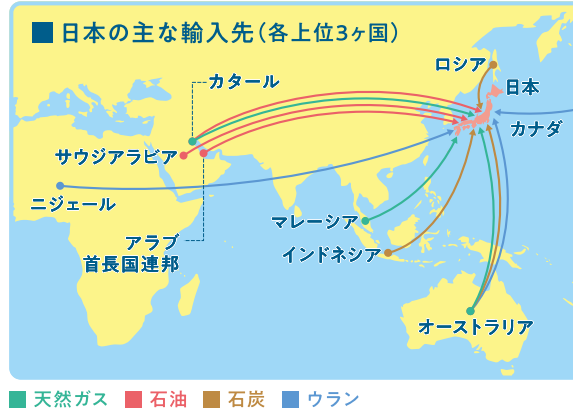 ■日本の主な輸入先（各上位3ヶ国）
ロシア
カタール
日本
カナダ
サウジアラビア
ニジェール
マレーシア
アラブ
首長国連邦
インドネシア
オーストラリア
■天然ガス ■石油 ■石炭 ■ウラン